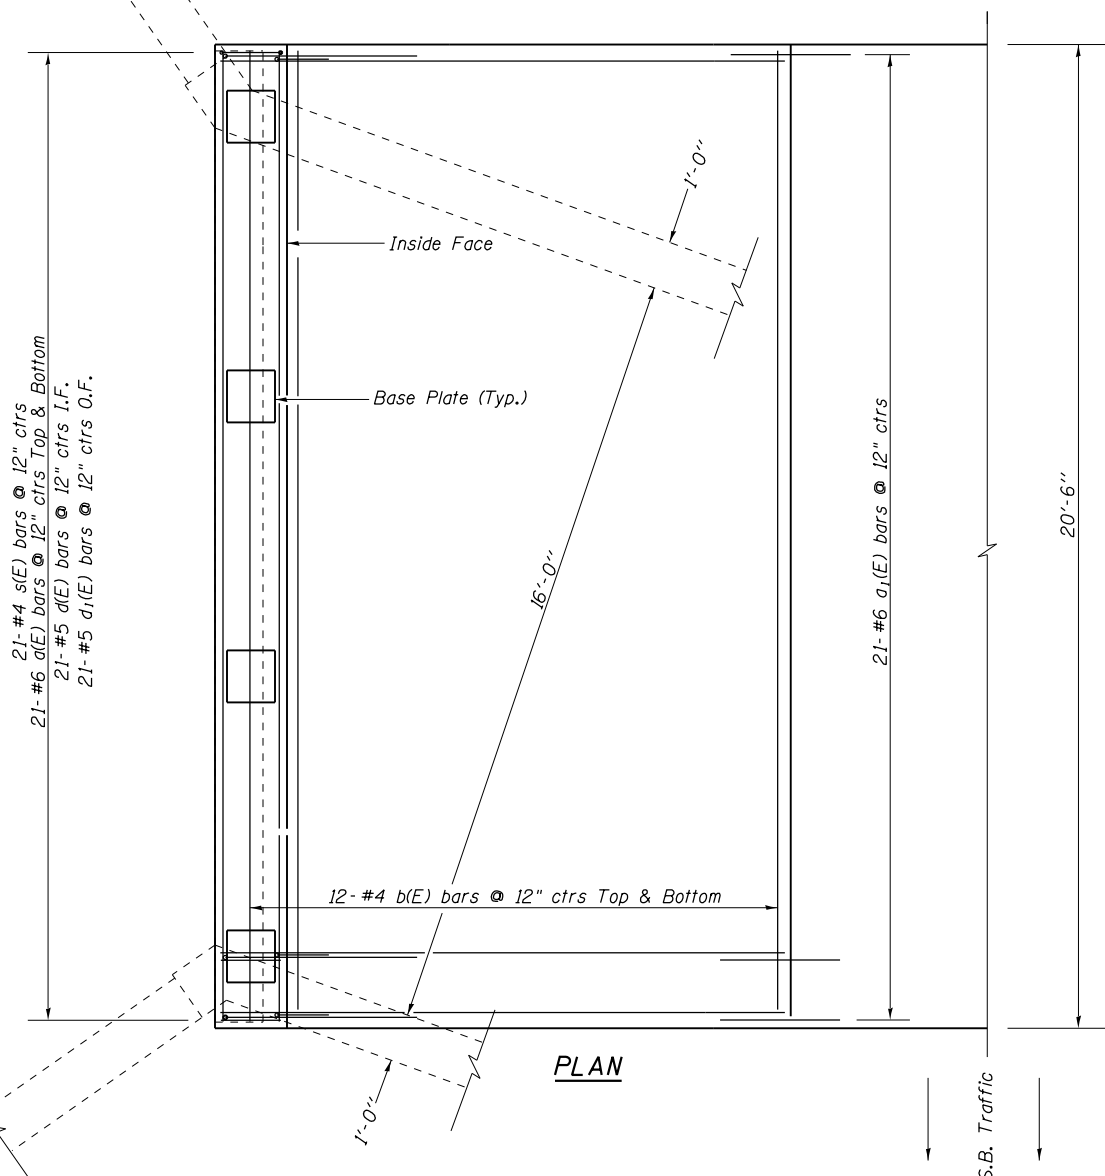 1'-0"
Inside Face
Base Plate (Typ.)
21-#4 s(E) bars @ 12" ctrs
21-#6 a(E) bars @ 12" ctrs Top & Bottom
21-#5 d(E) bars @ 12" ctrs I.F.
21-#5 d₁(E) bars @ 12" ctrs O.F.
16'-0"
21-#6 a₁(E) bars @ 12" ctrs
20'-6"
12-#4 b(E) bars @ 12" ctrs Top & Bottom
PLAN
1'-0"
S.B. Traffic